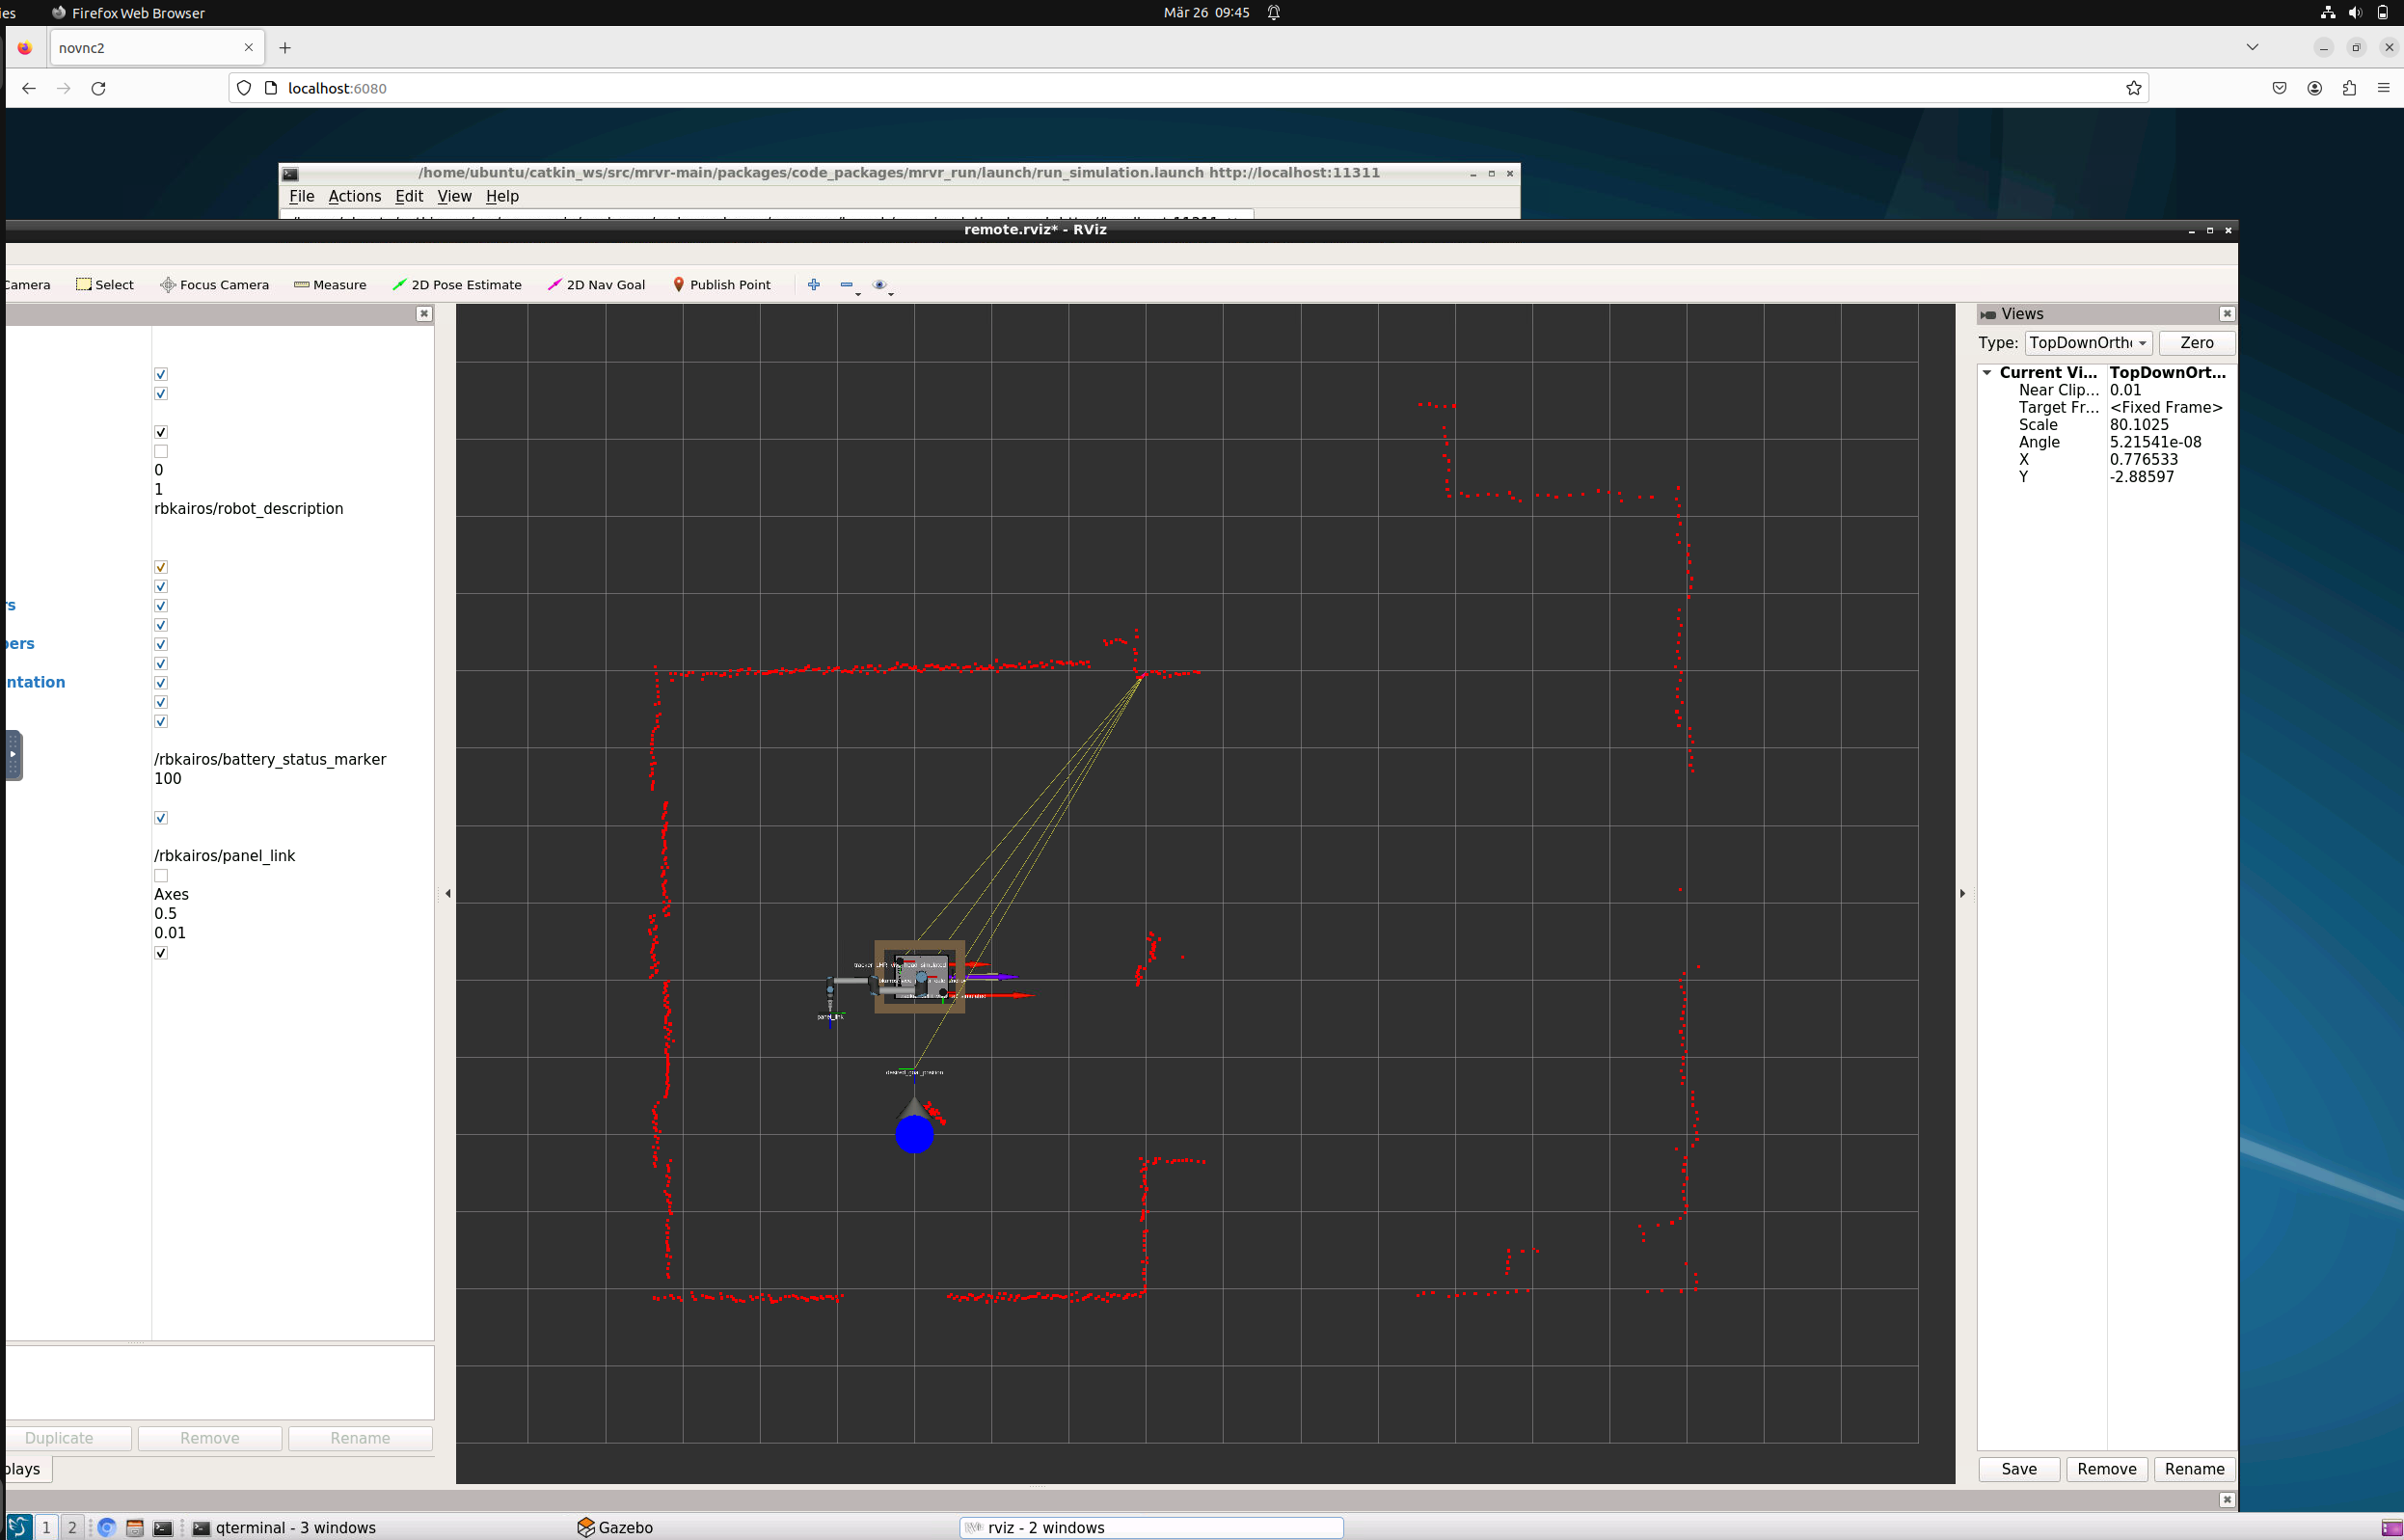 ies Firefox Web Browser Mär 26 09:45
novnc2
localhost:6080
/home/ubuntu/catkin_ws/src/mrvr-main/packages/code_packages/mrvr_run/launch/run_simulation.launch http://localhost:11311
File Actions Edit View Help
remote.rviz* - RViz
Camera Select Focus Camera Measure 2D Pose Estimate 2D Nav Goal Publish Point
Views
Type: TopDownOrtho Zero
Current Vi... TopDownOrt...
Near Clip... 0.01
Target Fr... <Fixed Frame>
Scale 80.1025
Angle 5.21541e-08
X 0.776533
Y -2.88597
0
1
rbkairos/robot_description
rs
pers
ntation
/rbkairos/battery_status_marker
100
/rbkairos/panel_link
Axes
0.5
0.01
panel_link
Duplicate Remove Rename
plays
Save Remove Rename
1 2 qterminal - 3 windows Gazebo rviz - 2 windows